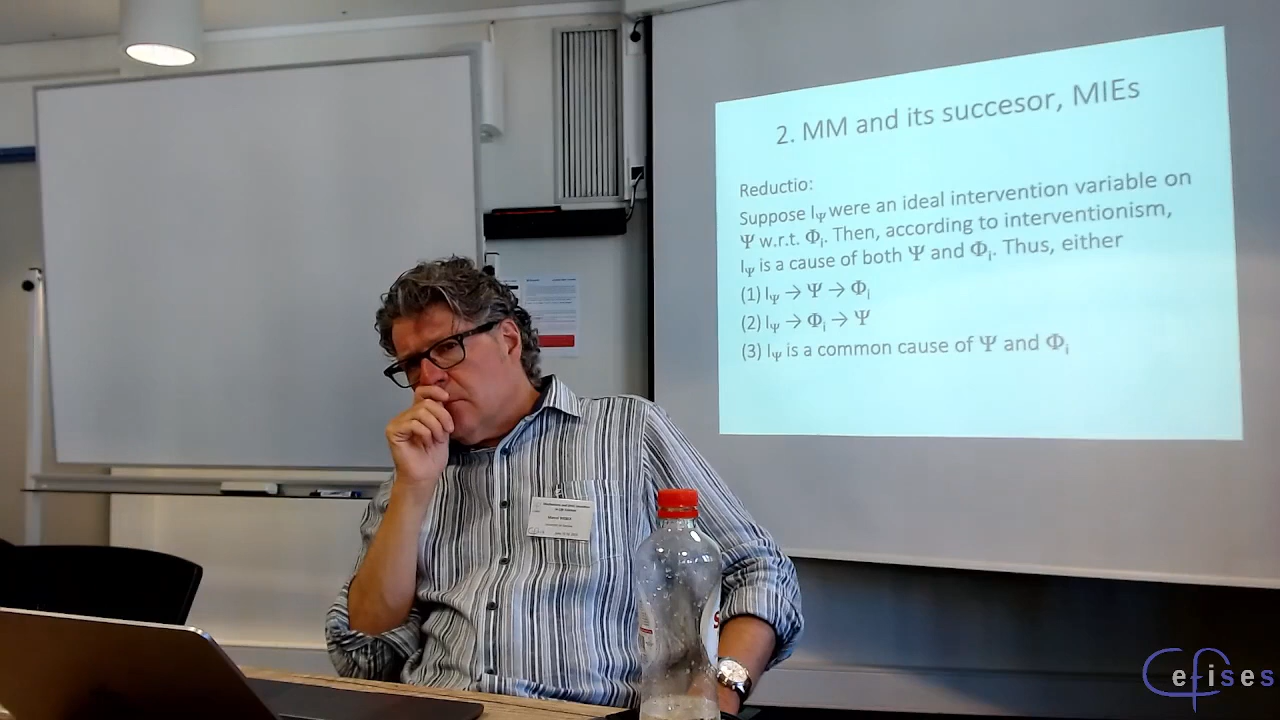 2. MM and its succesor, MIEs
Reductio:
Suppose I_Ψ were an ideal intervention variable on
Ψ w.r.t. Φ_i. Then, according to interventionism,
I_Ψ is a cause of both Ψ and Φ_i. Thus, either
(1) I_Ψ → Ψ → Φ_i
(2) I_Ψ → Φ_i → Ψ
(3) I_Ψ is a common cause of Ψ and Φ_i
Cefises